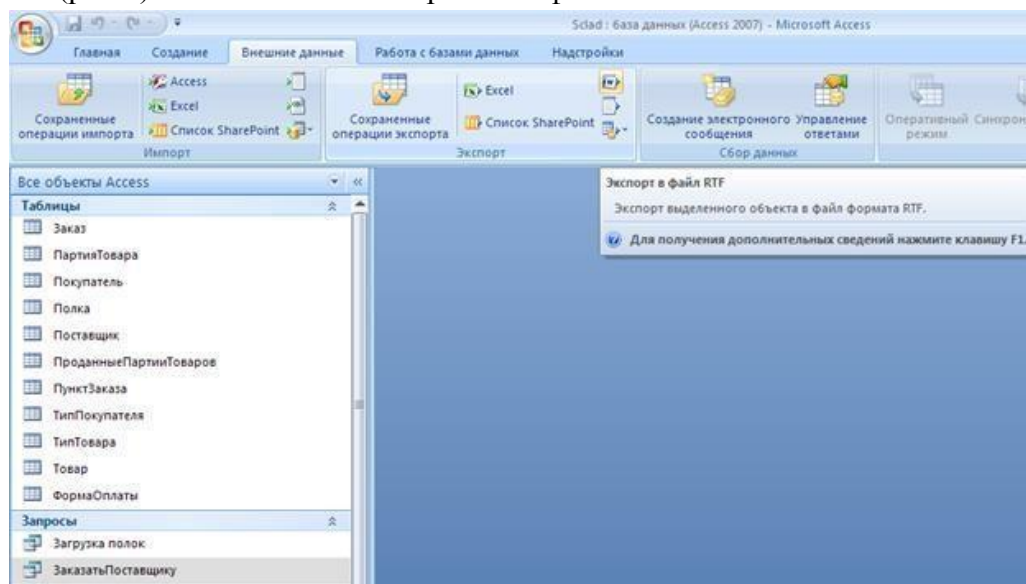 Sclad : база данных (Access 2007) - Microsoft Access
Главная Создание Внешние данные Работа с базами данных Надстройки
Сохраненные операции импорта
Access
Excel
Список SharePoint
Импорт
Сохраненные операции экспорта
Excel
Список SharePoint
Экспорт
Создание электронного сообщения
Управление ответами
Сбор данных
Оперативный режим
Все объекты Access
Экспорт в файл RTF
Экспорт выделенного объекта в файл формата RTF.
Для получения дополнительных сведений нажмите клавишу F1.
Таблицы
Заказ
ПартияТовара
Покупатель
Полка
Поставщик
ПроданныеПартииТоваров
ПунктЗаказа
ТипПокупателя
ТипТовара
Товар
ФормаОплаты
Запросы
Загрузка полок
ЗаказатьПоставщику